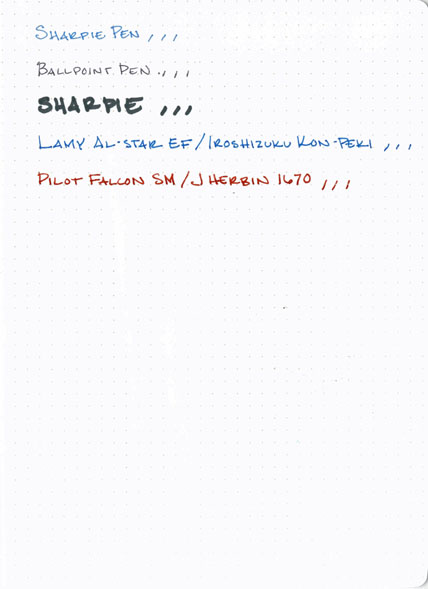 SHARPIE PEN , , ,
BALLPOINT PEN . , , ,
SHARPIE , , ,
LAMY AL-STAR EF/IROSHIZUKU KON-PEKI , , ,
PILOT FALCON SM/J HERBIN 1670 , , ,